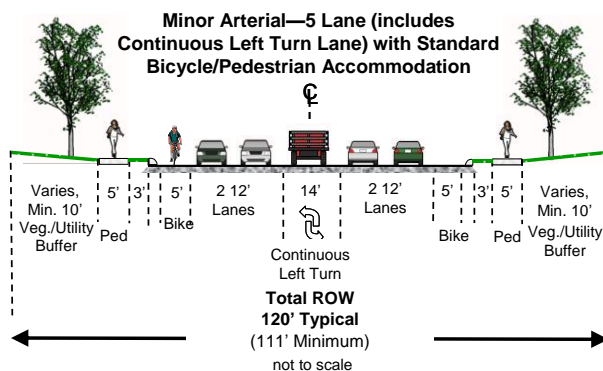 Minor Arterial—5 Lane (includes
Continuous Left Turn Lane) with Standard
Bicycle/Pedestrian Accommodation
℄
Varies,
Min. 10’
Veg./Utility
Buffer
5’
Ped
3’
5’
Bike
2 12’
Lanes
14’
Continuous
Left Turn
2 12’
Lanes
5’
Bike
3’
5’
Ped
Varies,
Min. 10’
Veg./Utility
Buffer
Total ROW
120’ Typical
(111’ Minimum)
not to scale